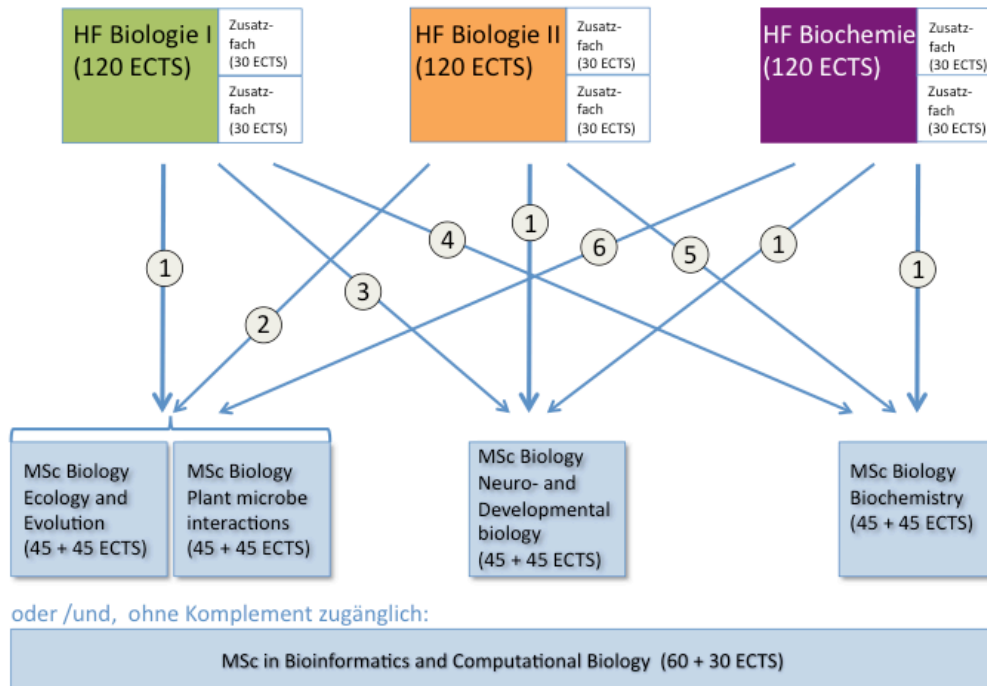 HF Biologie I
(120 ECTS)
Zusatz-
fach
(30 ECTS)
Zusatz-
fach
(30 ECTS)
HF Biologie II
(120 ECTS)
Zusatz-
fach
(30 ECTS)
Zusatz-
fach
(30 ECTS)
HF Biochemie
(120 ECTS)
Zusatz-
fach
(30 ECTS)
Zusatz-
fach
(30 ECTS)
1
2
3
4
1
6
5
1
1
MSc Biology
Ecology and
Evolution
(45 + 45 ECTS)
MSc Biology
Plant microbe
interactions
(45 + 45 ECTS)
MSc Biology
Neuro- and
Developmental
biology
(45 + 45 ECTS)
MSc Biology
Biochemistry
(45 + 45 ECTS)
oder /und, ohne Komplement zugänglich:
MSc in Bioinformatics and Computational Biology (60 + 30 ECTS)